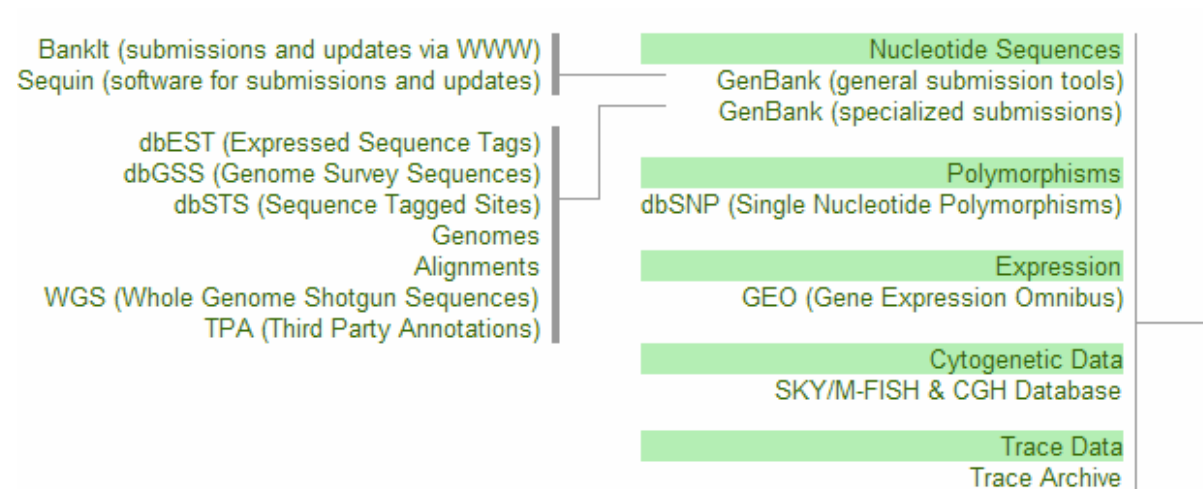 BankIt (submissions and updates via WWW)
Sequin (software for submissions and updates)
dbEST (Expressed Sequence Tags)
dbGSS (Genome Survey Sequences)
dbSTS (Sequence Tagged Sites)
Genomes
Alignments
WGS (Whole Genome Shotgun Sequences)
TPA (Third Party Annotations)
Nucleotide Sequences
GenBank (general submission tools)
GenBank (specialized submissions)
Polymorphisms
dbSNP (Single Nucleotide Polymorphisms)
Expression
GEO (Gene Expression Omnibus)
Cytogenetic Data
SKY/M-FISH & CGH Database
Trace Data
Trace Archive